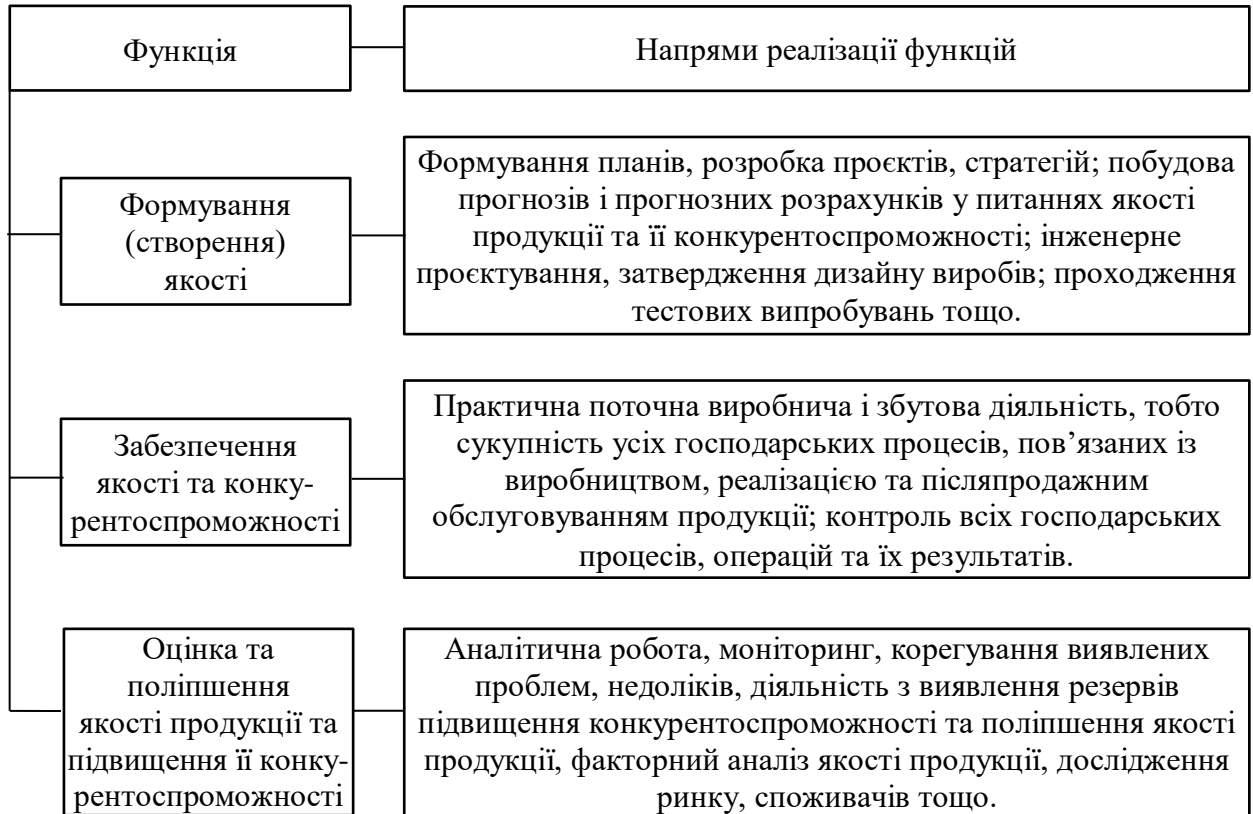 Функція
Напрями реалізації функцій
Формування
(створення)
якості
Формування планів, розробка проєктів, стратегій; побудова
прогнозів і прогнозних розрахунків у питаннях якості
продукції та її конкурентоспроможності; інженерне
проєктування, затвердження дизайну виробів; проходження
тестових випробувань тощо.
Забезпечення
якості та конку-
рентоспроможності
Практична поточна виробнича і збутова діяльність, тобто
сукупність усіх господарських процесів, пов’язаних із
виробництвом, реалізацією та післяпродажним
обслуговуванням продукції; контроль всіх господарських
процесів, операцій та їх результатів.
Оцінка та
поліпшення
якості продукції та
підвищення її конку-
рентоспроможності
Аналітична робота, моніторинг, корегування виявлених
проблем, недоліків, діяльність з виявлення резервів
підвищення конкурентоспроможності та поліпшення якості
продукції, факторний аналіз якості продукції, дослідження
ринку, споживачів тощо.